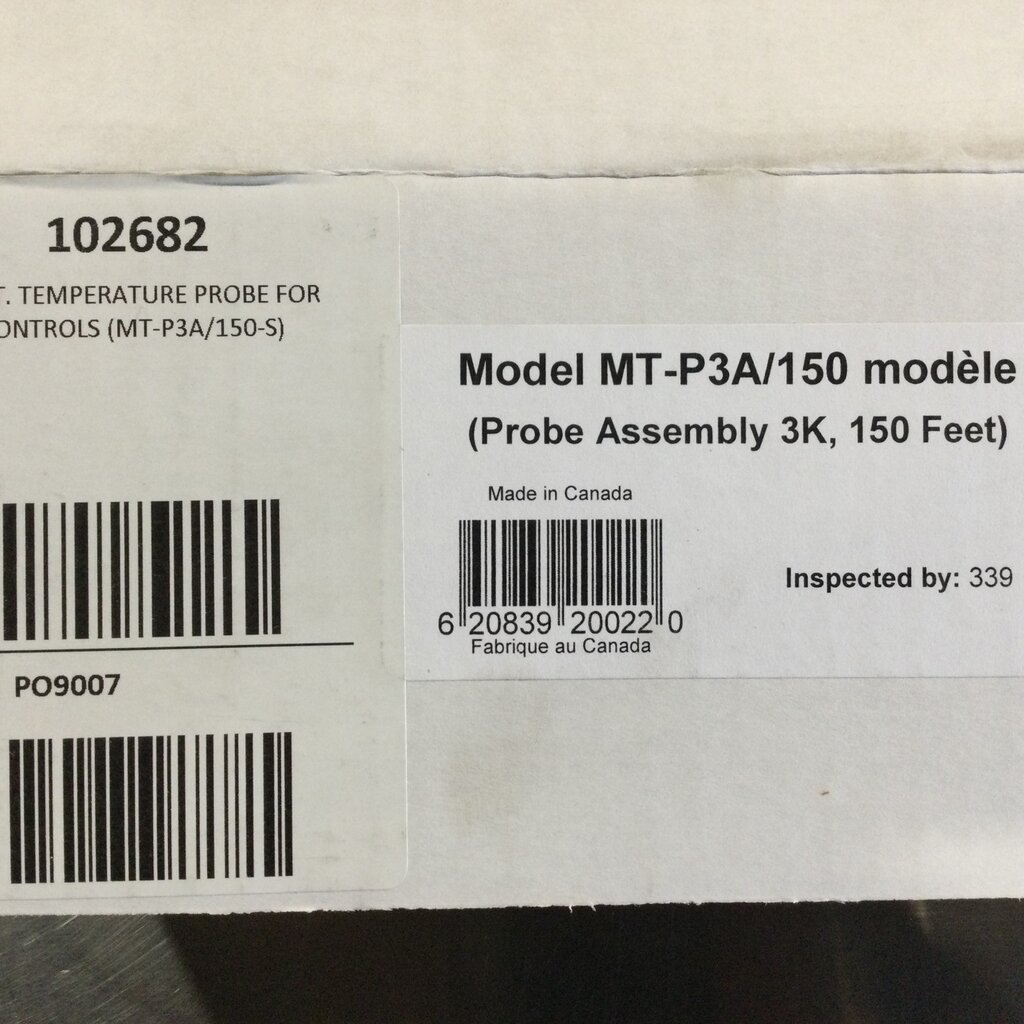 102682
T. TEMPERATURE PROBE FOR
ONTROLS (MT-P3A/150-S)
PO9007
Model MT-P3A/150 modèle
(Probe Assembly 3K, 150 Feet)
Made in Canada
6 20839 20022 0
Fabrique au Canada
Inspected by: 339